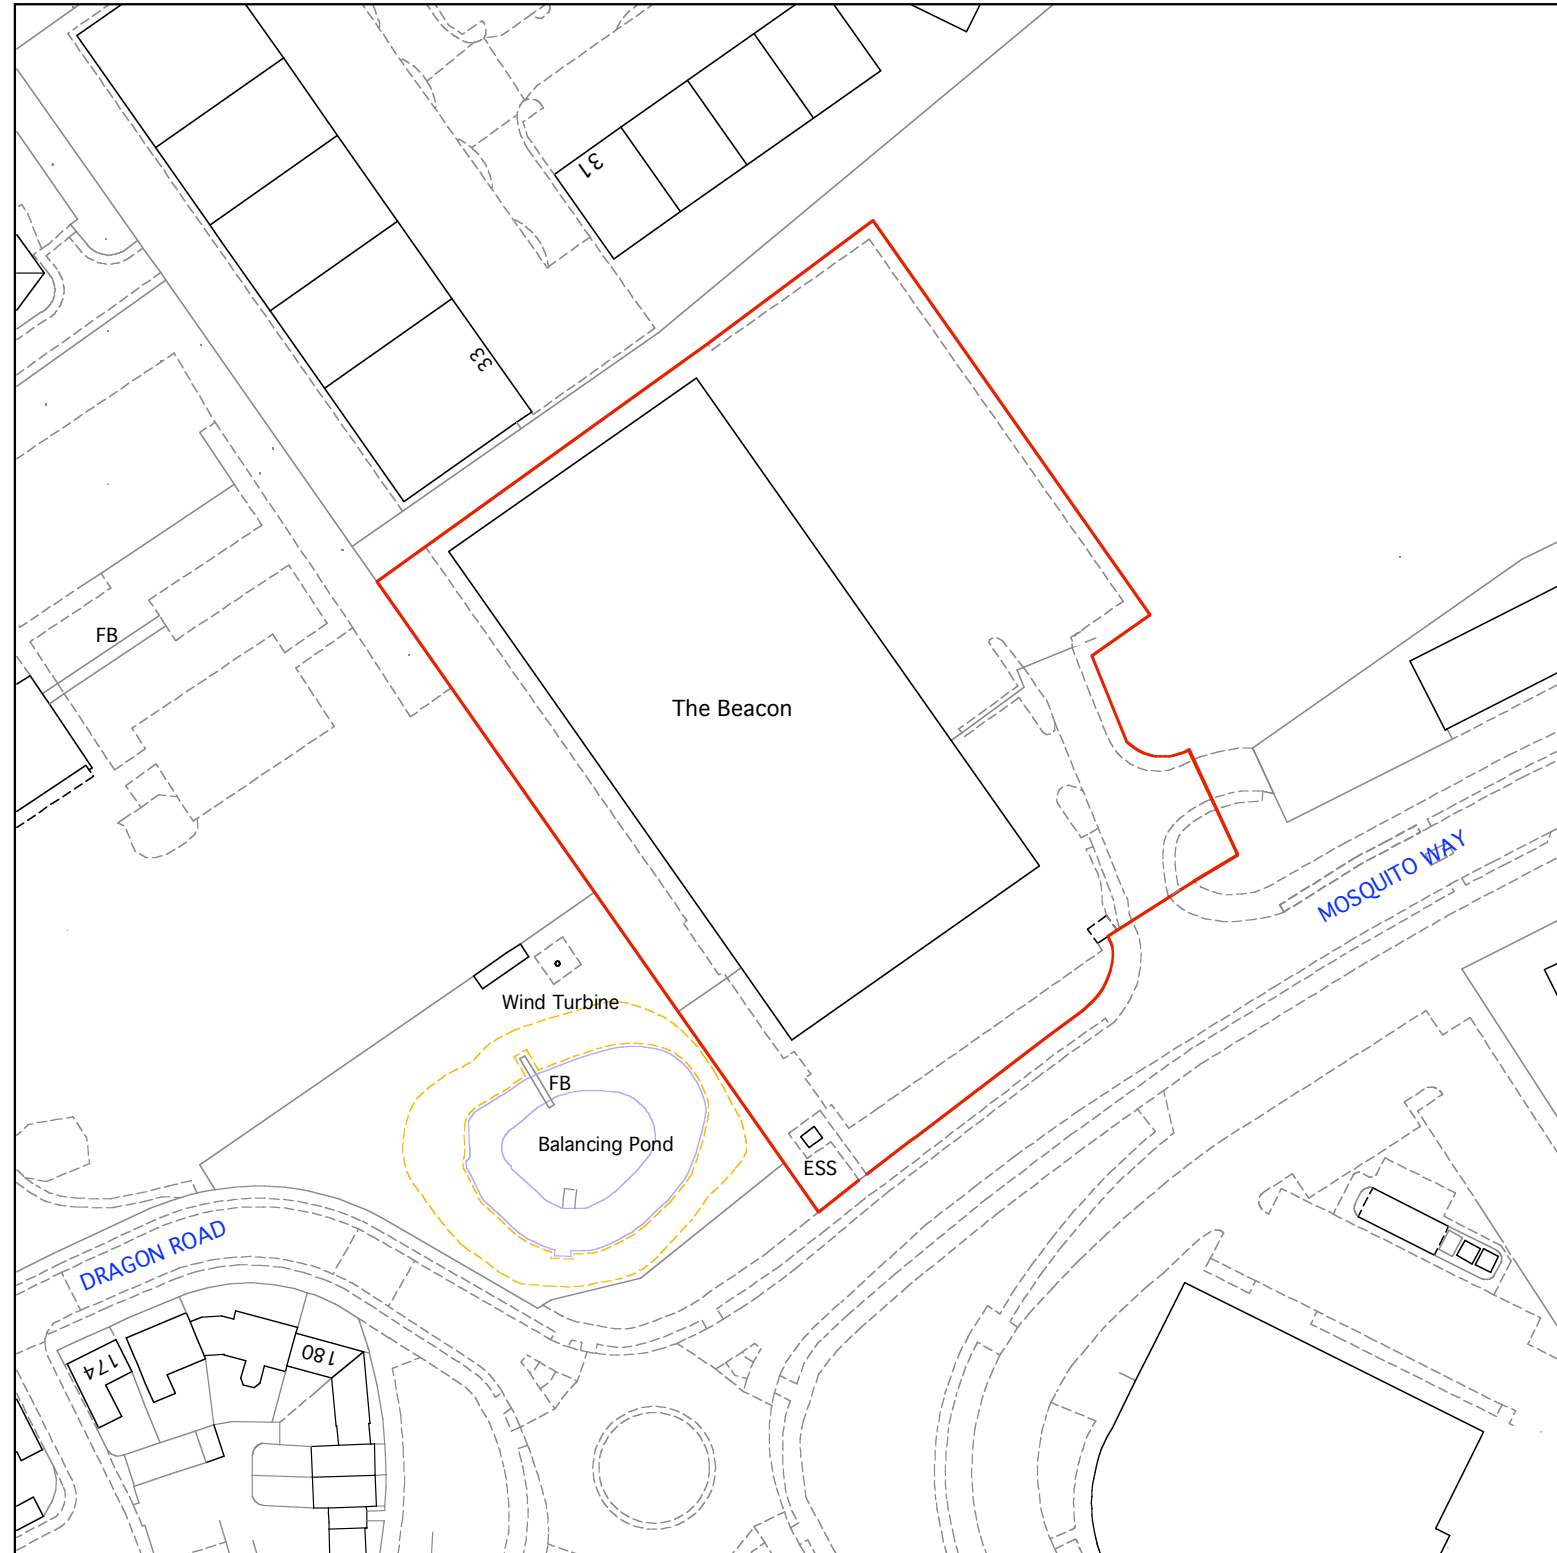 31
33
FB
The Beacon
MOSQUITO WAY
Wind Turbine
FB
Balancing Pond
ESS
DRAGON ROAD
174
180